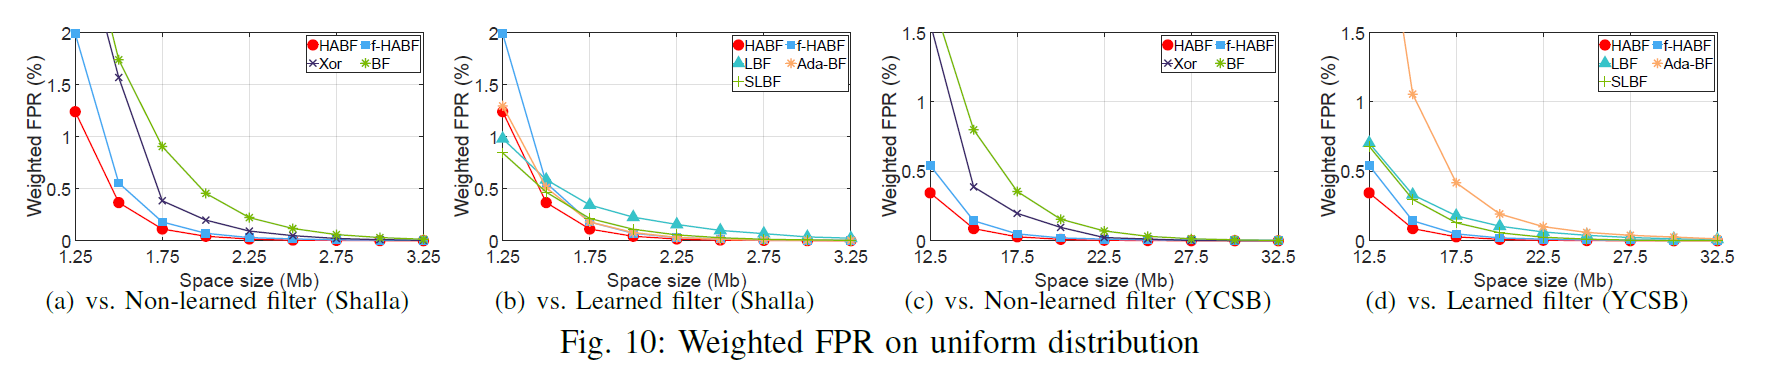 2
1.5
1
0.5
0
Weighted FPR (%)
HABF f-HABF
Xor BF
1.25 1.75 2.25 2.75 3.25
Space size (Mb)
(a) vs. Non-learned filter (Shalla)
2
1.5
1
0.5
0
Weighted FPR (%)
HABF f-HABF
LBF Ada-BF
SLBF
1.25 1.75 2.25 2.75 3.25
Space size (Mb)
(b) vs. Learned filter (Shalla)
1.5
1
0.5
0
Weighted FPR (%)
HABF f-HABF
Xor BF
12.5 17.5 22.5 27.5 32.5
Space size (Mb)
(c) vs. Non-learned filter (YCSB)
1.5
1
0.5
0
Weighted FPR (%)
HABF f-HABF
LBF Ada-BF
SLBF
12.5 17.5 22.5 27.5 32.5
Space size (Mb)
(d) vs. Learned filter (YCSB)
Fig. 10: Weighted FPR on uniform distribution